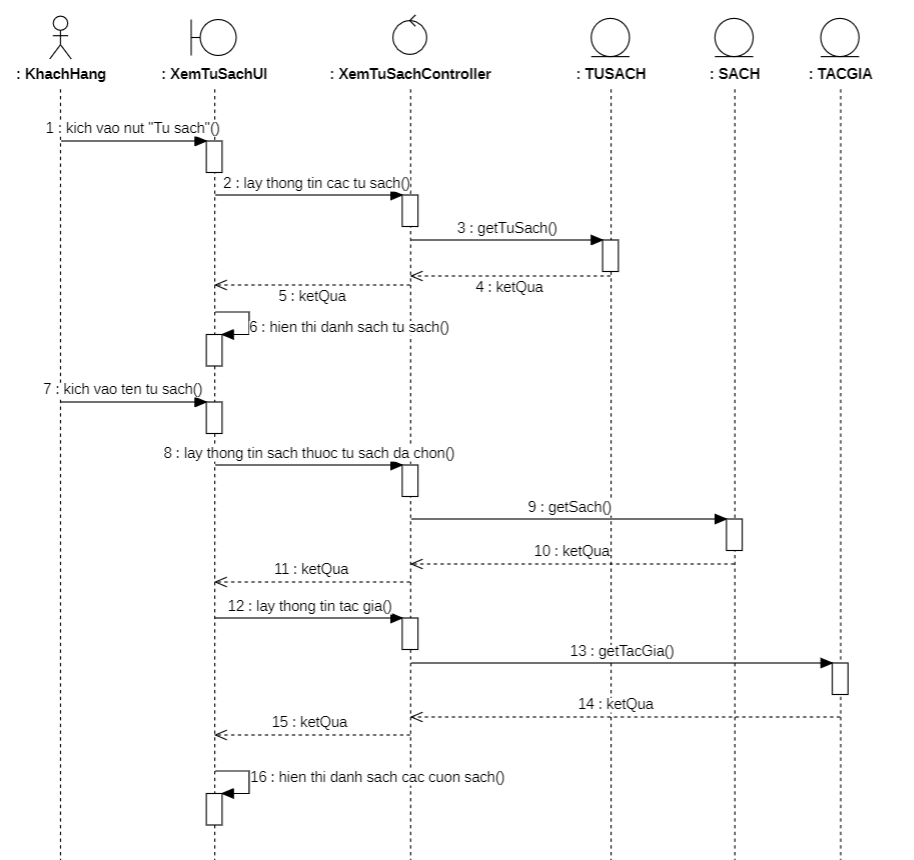 : KhachHang
: XemTuSachUI
: XemTuSachController
: TUSACH
: SACH
: TACGIA
1 : kich vao nut "Tu sach"()
2 : lay thong tin cac tu sach()
3 : getTuSach()
4 : ketQua
5 : ketQua
6 : hien thi danh sach tu sach()
7 : kich vao ten tu sach()
8 : lay thong tin sach thuoc tu sach da chon()
9 : getSach()
10 : ketQua
11 : ketQua
12 : lay thong tin tac gia()
13 : getTacGia()
14 : ketQua
15 : ketQua
16 : hien thi danh sach cac cuon sach()